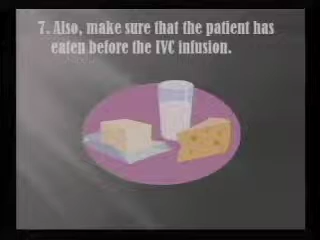 7. Also, make sure that the patient has
eaten before the IVC infusion.